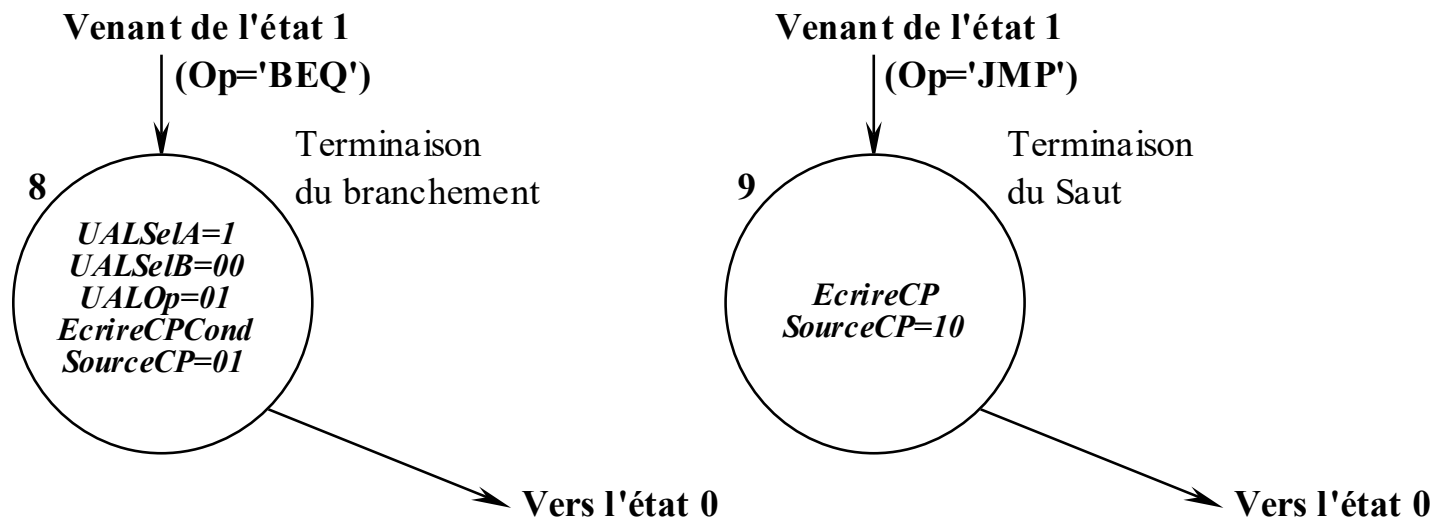 Venant de l'état 1
(Op='BEQ')
Terminaison
du branchement
8
UALSelA=1
UALSelB=00
UALOp=01
EcrireCPCond
SourceCP=01
Vers l'état 0
Venant de l'état 1
(Op='JMP')
Terminaison
du Saut
9
EcrireCP
SourceCP=10
Vers l'état 0